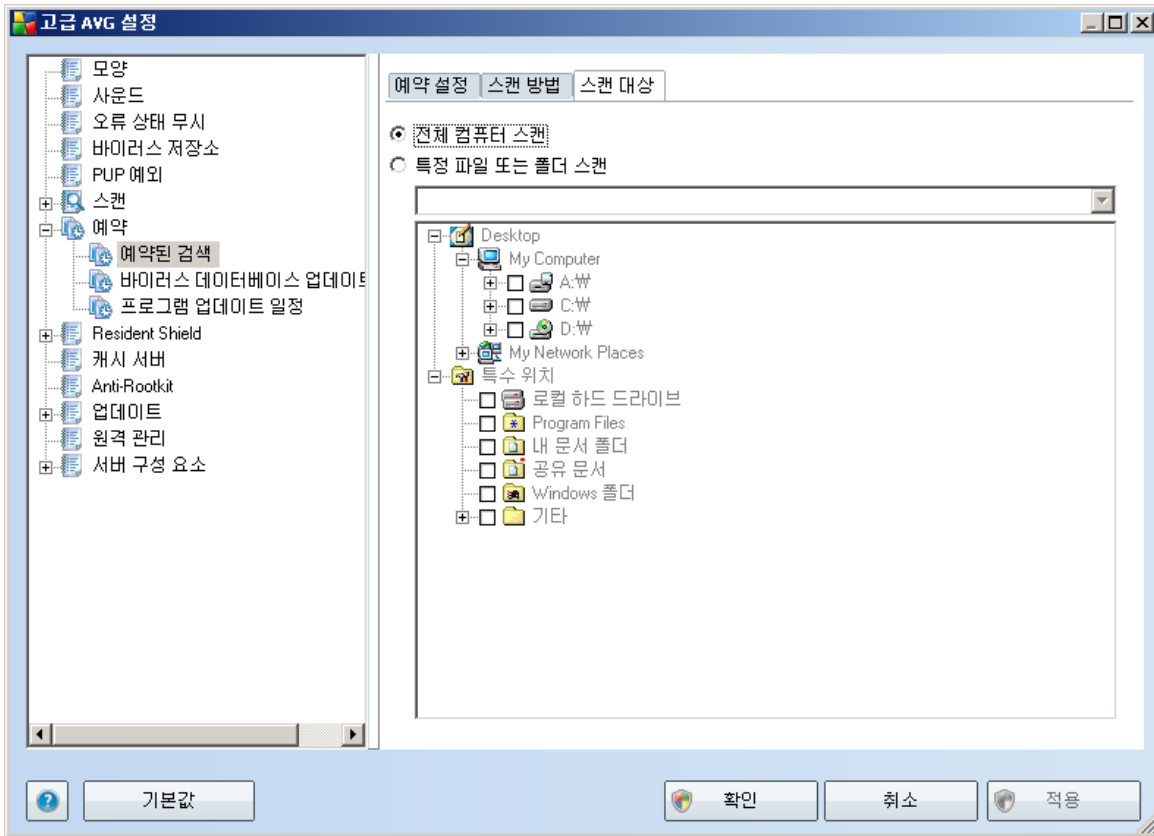 고급 AVG 설정
모양
사운드
오류 상태 무시
바이러스 저장소
PUP 예외
스캔
예약
예약된 검색
바이러스 데이터베이스 업데이트
프로그램 업데이트 일정
Resident Shield
캐시 서버
Anti-Rootkit
업데이트
원격 관리
서버 구성 요소
예약 설정 스캔 방법 스캔 대상
전체 컴퓨터 스캔
특정 파일 또는 폴더 스캔
Desktop
My Computer
A:₩
C:₩
D:₩
My Network Places
특수 위치
로컬 하드 드라이브
Program Files
내 문서 폴더
공유 문서
Windows 폴더
기타
기본값 확인 취소 적용